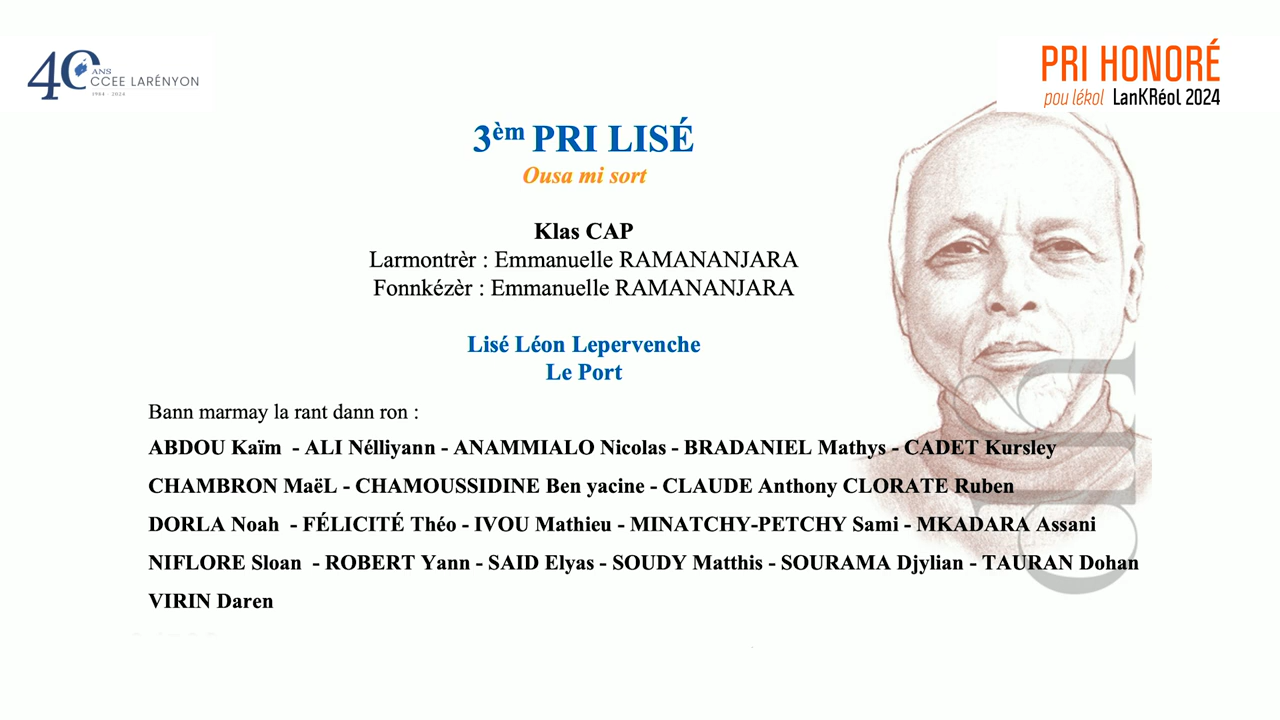 40 ANS
CCEE LARÉNYON
1984 - 2024
PRI HONORÉ
pou lékol LanKRéol 2024
3èm PRI LISÉ
Ousa mi sort
Klas CAP
Larmontrèr : Emmanuelle RAMANANJARA
Fonnkézèr : Emmanuelle RAMANANJARA
Lisé Léon Lepervenche
Le Port
Bann marmay la rant dann ron :
ABDOU Kaïm - ALI Nélliyann - ANAMMIALO Nicolas - BRADANIEL Mathys - CADET Kursley
CHAMBRON MaëL - CHAMOUSSIDINE Ben yacine - CLAUDE Anthony CLORATE Ruben
DORLA Noah - FÉLICITÉ Théo - IVOU Mathieu - MINATCHY-PETCHY Sami - MKADARA Assani
NIFLORE Sloan - ROBERT Yann - SAID Elyas - SOUDY Matthis - SOURAMA Djylian - TAURAN Dohan
VIRIN Daren